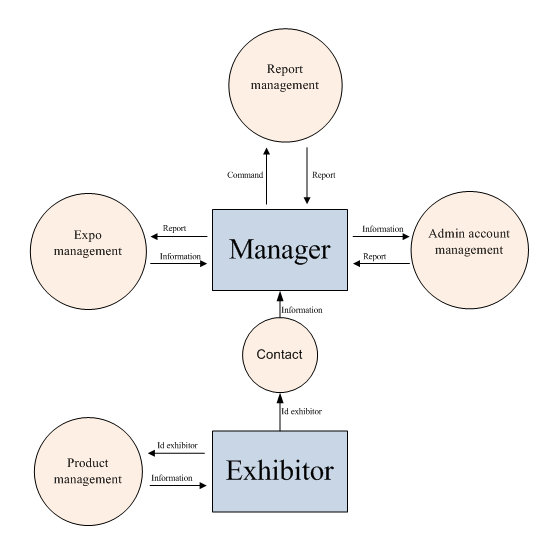 Report
management
Command
Report
Expo
management
Report
Information
Manager
Information
Report
Admin account
management
Information
Contact
Id exhibitor
Product
management
Id exhibitor
Information
Exhibitor